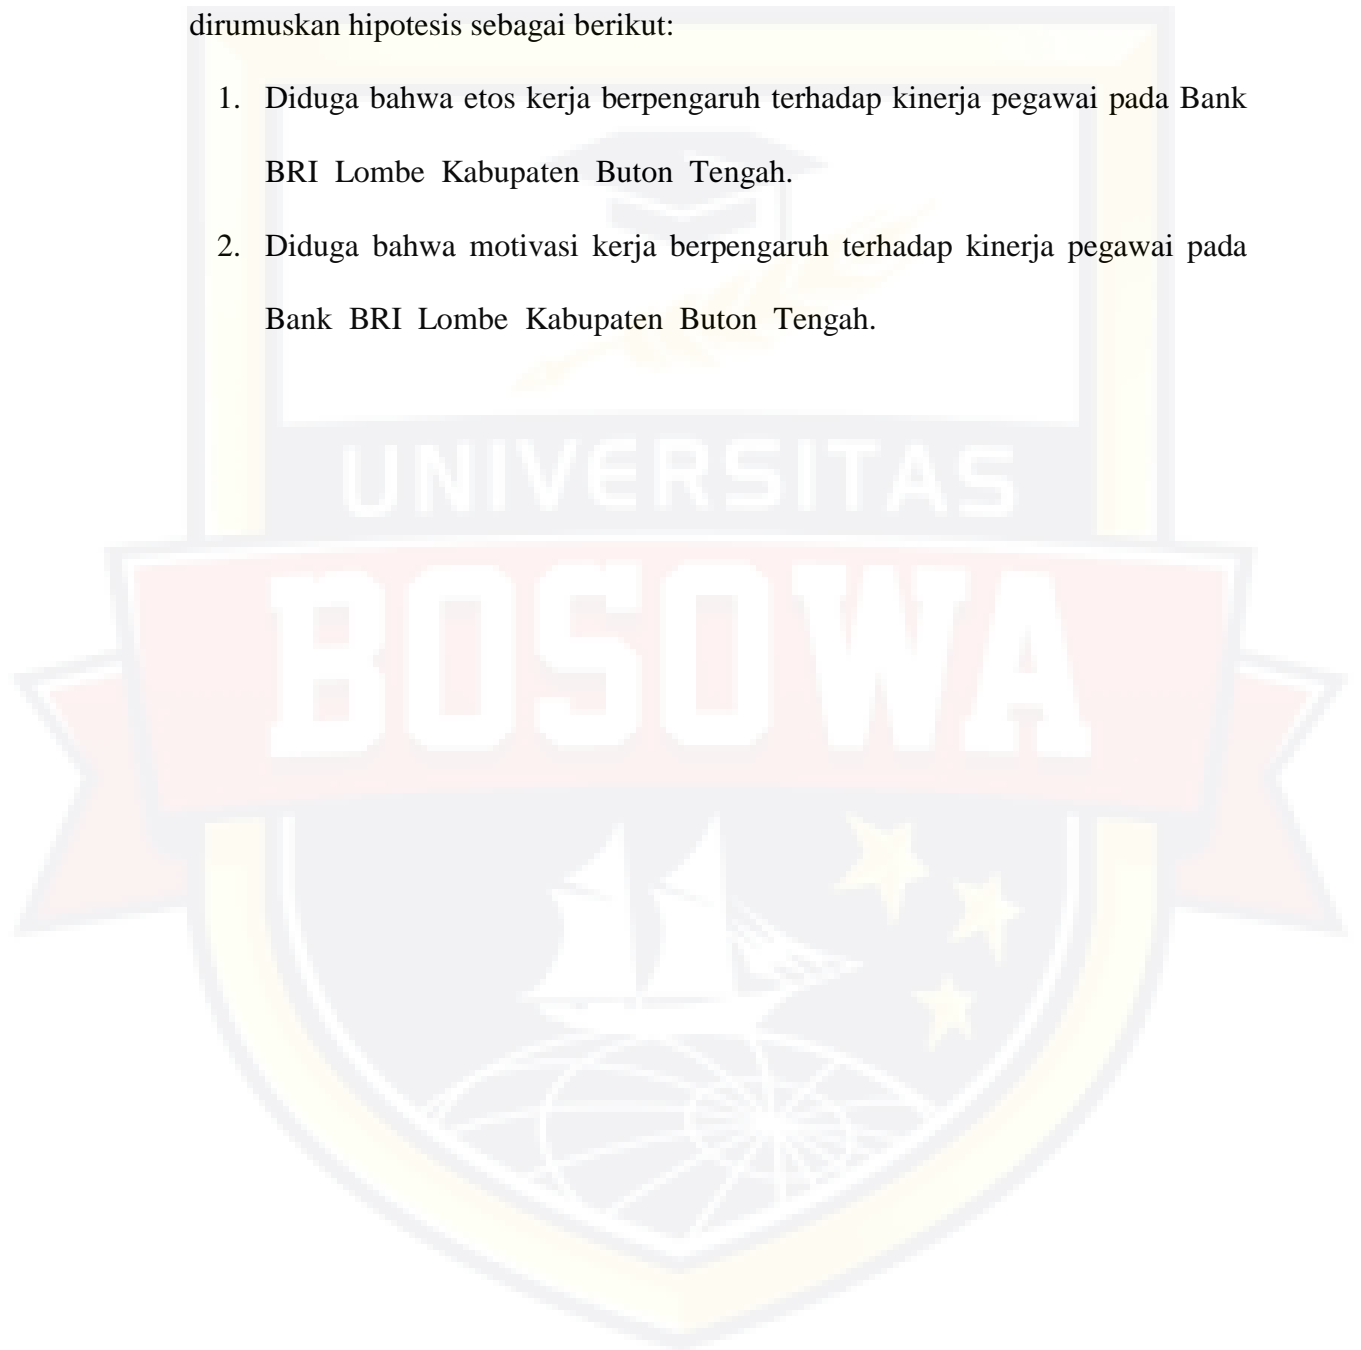 dirumuskan hipotesis sebagai berikut:
1. Diduga bahwa etos kerja berpengaruh terhadap kinerja pegawai pada Bank
BRI Lombe Kabupaten Buton Tengah.
2. Diduga bahwa motivasi kerja berpengaruh terhadap kinerja pegawai pada
Bank BRI Lombe Kabupaten Buton Tengah.
UNIVERSITAS
BOSOWA